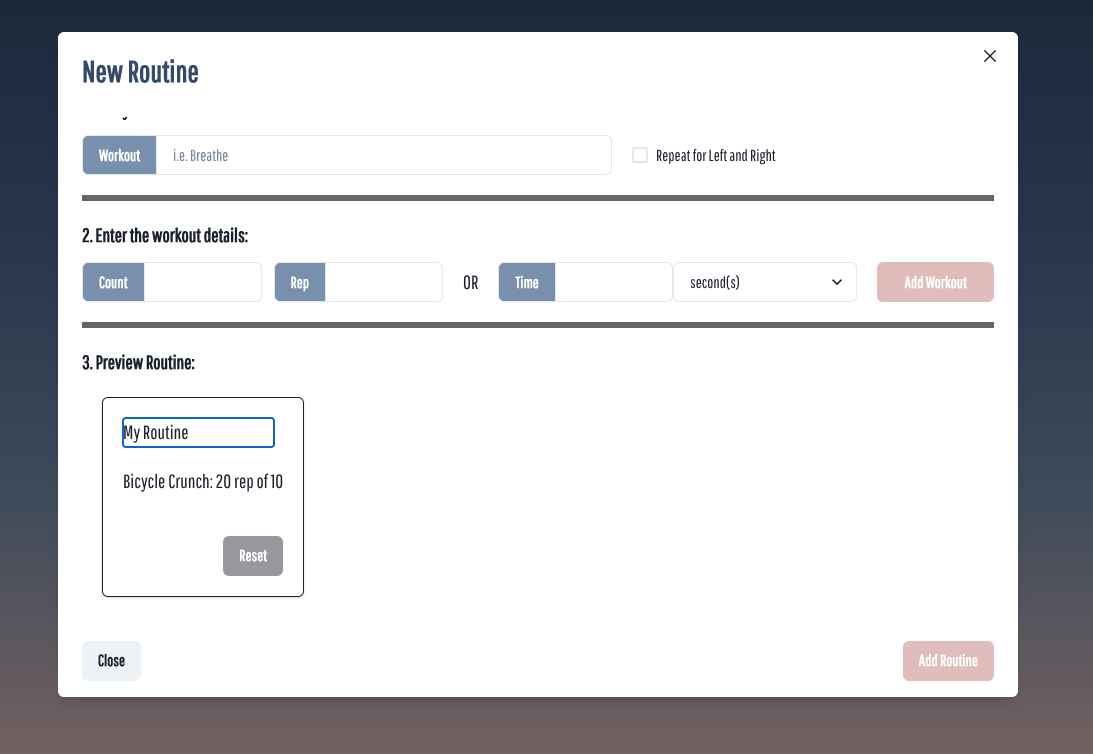 New Routine
Workout i.e. Breathe Repeat for Left and Right
2. Enter the workout details:
Count Rep OR Time second(s) Add Workout
3. Preview Routine:
My Routine
Bicycle Crunch: 20 rep of 10
Reset
Close Add Routine